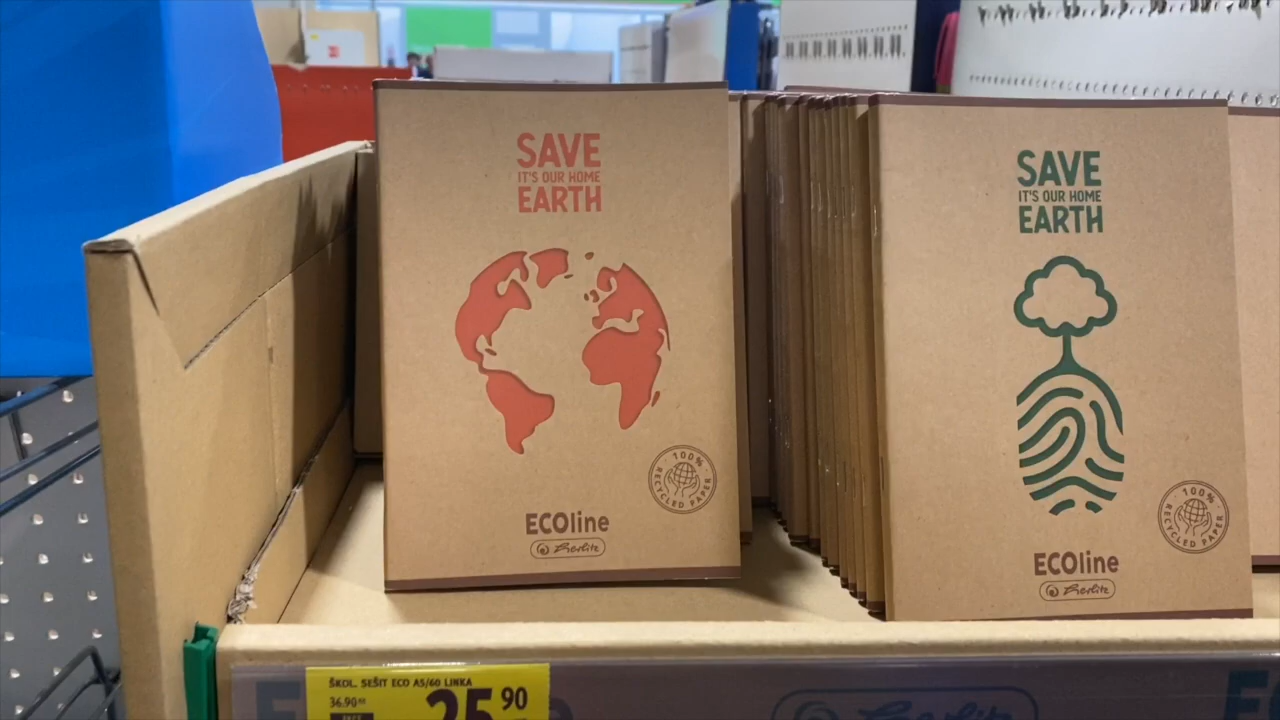 SAVE
IT'S OUR HOME
EARTH
100%
RECYCLED PAPER
ECOline
Herlitz
SAVE
IT'S OUR HOME
EARTH
100%
RECYCLED PAPER
ECOline
Herlitz
ŠKOL. SEŠIT ECO A5/60 LINKA
36.90
25 90